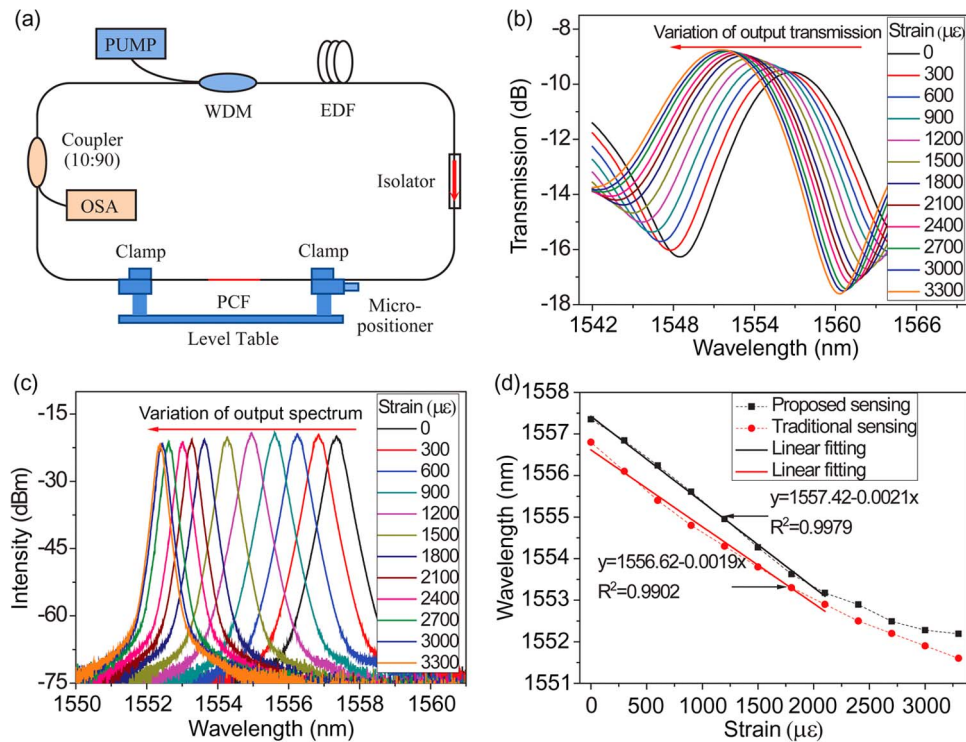 (a)
PUMP
WDM
EDF
Coupler
(10:90)
OSA
Isolator
Clamp
Clamp
PCF
Micro-
positioner
Level Table
(b)
Variation of output transmission
Strain (με)
0
300
600
900
1200
1500
1800
2100
2400
2700
3000
3300
-8
-10
-12
-14
-16
-18
Transmission (dB)
1542
1548
1554
1560
1566
Wavelength (nm)
(c)
Variation of output spectrum
Strain (με)
0
300
600
900
1200
1500
1800
2100
2400
2700
3000
3300
-15
-30
-45
-60
-75
Intensity (dBm)
1550
1552
1554
1556
1558
1560
Wavelength (nm)
(d)
Proposed sensing
Traditional sensing
Linear fitting
Linear fitting
y=1557.42-0.0021x
R²=0.9979
y=1556.62-0.0019x
R²=0.9902
1558
1557
1556
1555
1554
1553
1552
1551
Wavelength (nm)
0
500
1000
1500
2000
2500
3000
Strain (με)